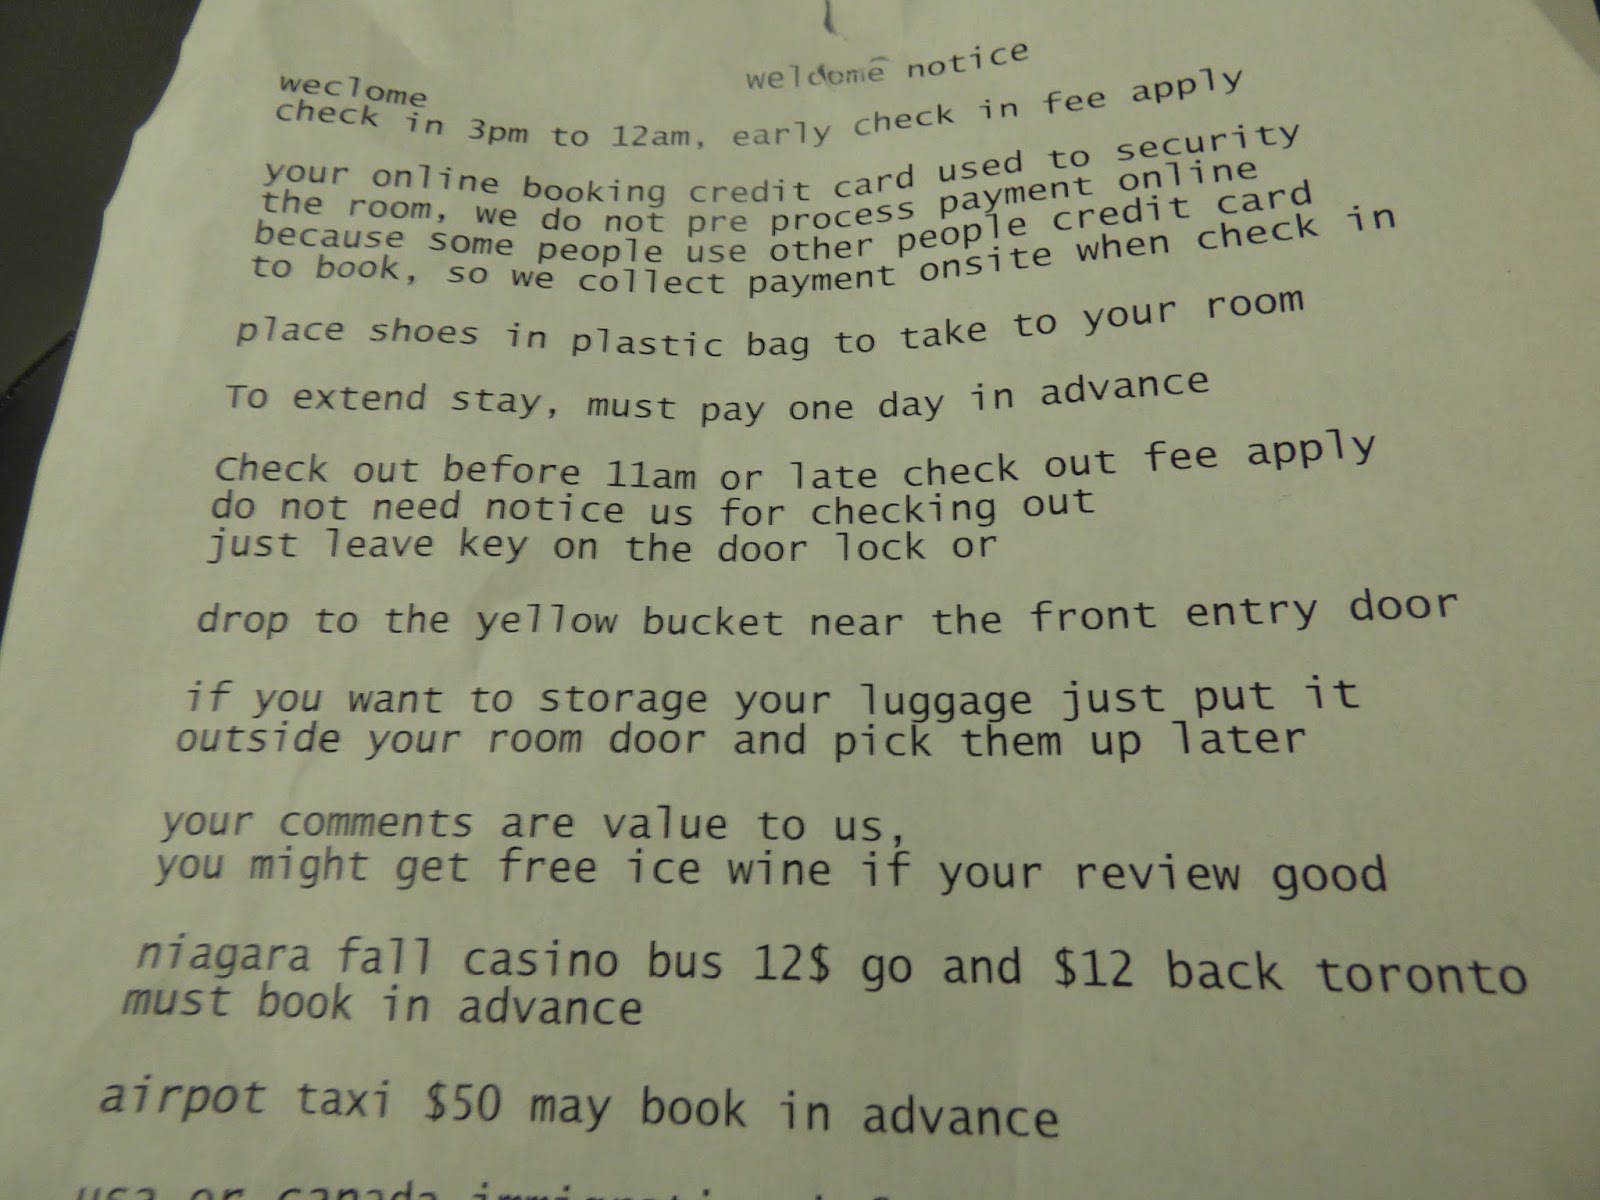 welcome notice
weclome
check in 3pm to 12am, early check in fee apply
your online booking credit card used to security
the room, we do not pre process payment online
because some people use other people credit card
to book, so we collect payment onsite when check in
place shoes in plastic bag to take to your room
To extend stay, must pay one day in advance
Check out before 11am or late check out fee apply
do not need notice us for checking out
just leave key on the door lock or
drop to the yellow bucket near the front entry door
if you want to storage your luggage just put it
outside your room door and pick them up later
your comments are value to us,
you might get free ice wine if your review good
niagara fall casino bus 12$ go and $12 back toronto
must book in advance
airpot taxi $50 may book in advance
usa or canada